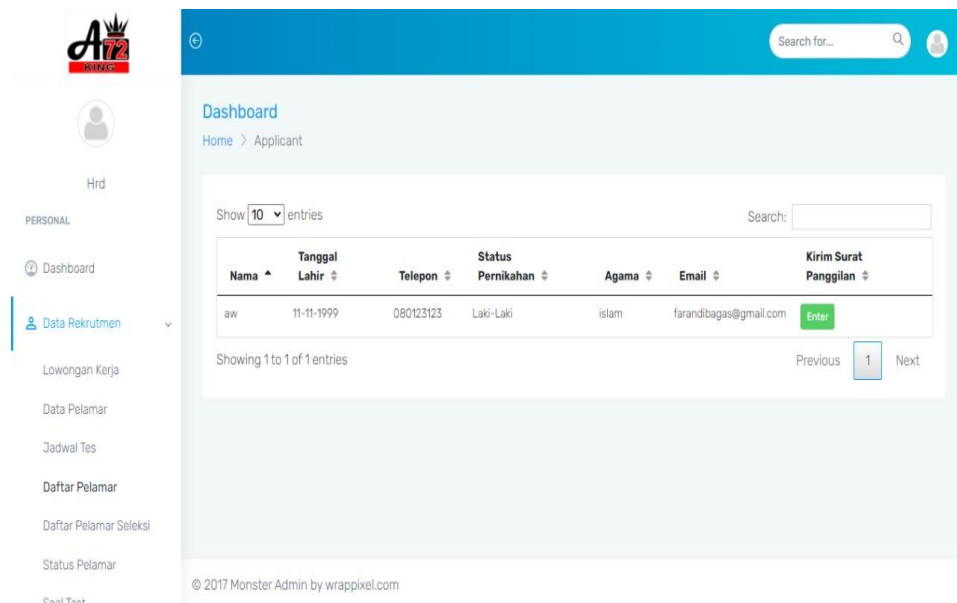 A72
KING
Search for...
Hrd
PERSONAL
Dashboard
Data Rekrutmen
Lowongan Kerja
Data Pelamar
Jadwal Tes
Daftar Pelamar
Daftar Pelamar Seleksi
Status Pelamar
Soal Test
Dashboard
Home > Applicant
Show 10 entries
Search:
Nama Tanggal Lahir Telepon Status Pernikahan Agama Email Kirim Surat Panggilan
aw 11-11-1999 080123123 Laki-Laki islam farandibagas@gmail.com Enter
Showing 1 to 1 of 1 entries
Previous 1 Next
© 2017 Monster Admin by wrappixel.com